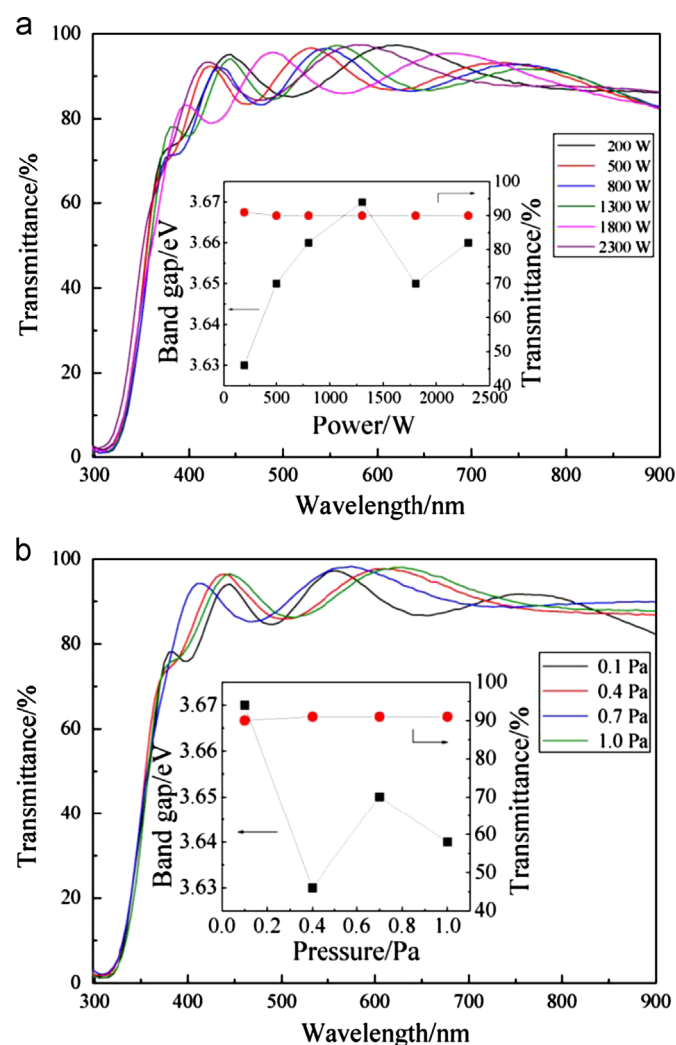 a
100
80
60
40
20
0
Transmittance/%
300 400 500 600 700 800 900
Wavelength/nm
200 W
500 W
800 W
1300 W
1800 W
2300 W
3.67
3.66
3.65
3.64
3.63
Band gap/eV
100
90
80
70
60
50
40
Transmittance/%
0 500 1000 1500 2000 2500
Power/W
b
100
80
60
40
20
0
Transmittance/%
300 400 500 600 700 800 900
Wavelength/nm
0.1 Pa
0.4 Pa
0.7 Pa
1.0 Pa
3.67
3.66
3.65
3.64
3.63
Band gap/eV
100
90
80
70
60
50
40
Transmittance/%
0.0 0.2 0.4 0.6 0.8 1.0
Pressure/Pa